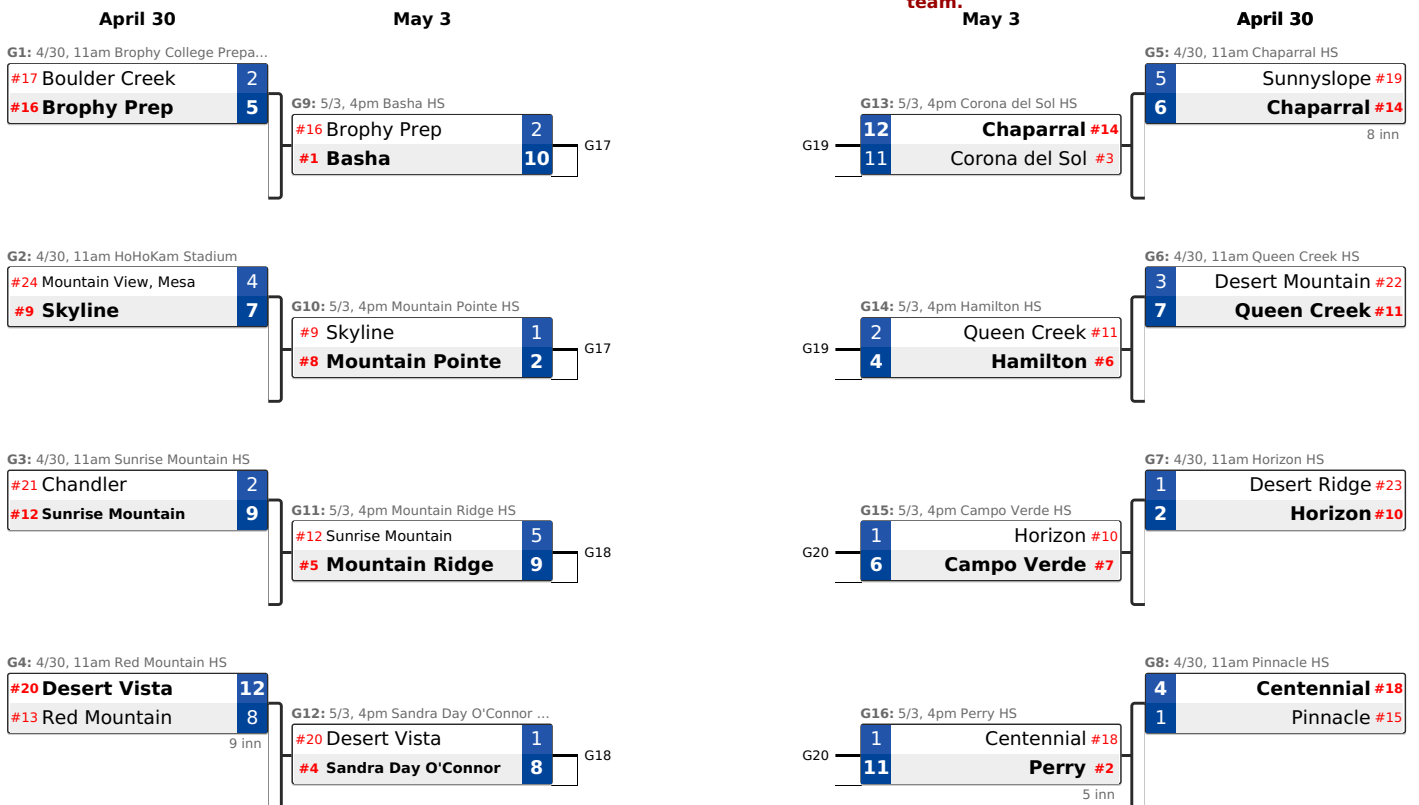 team.
April 30
May 3
May 3
April 30
G1: 4/30, 11am Brophy College Prepa...
#17 Boulder Creek 2
#16 Brophy Prep 5
G9: 5/3, 4pm Basha HS
#16 Brophy Prep 2
#1 Basha 10
G17
G2: 4/30, 11am HoHoKam Stadium
#24 Mountain View, Mesa 4
#9 Skyline 7
G10: 5/3, 4pm Mountain Pointe HS
#9 Skyline 1
#8 Mountain Pointe 2
G17
G3: 4/30, 11am Sunrise Mountain HS
#21 Chandler 2
#12 Sunrise Mountain 9
G11: 5/3, 4pm Mountain Ridge HS
#12 Sunrise Mountain 5
#5 Mountain Ridge 9
G18
G4: 4/30, 11am Red Mountain HS
#20 Desert Vista 12
#13 Red Mountain 8
9 inn
G12: 5/3, 4pm Sandra Day O'Connor ...
#20 Desert Vista 1
#4 Sandra Day O'Connor 8
G18
G13: 5/3, 4pm Corona del Sol HS
12 Chaparral #14
11 Corona del Sol #3
G19
G5: 4/30, 11am Chaparral HS
5 Sunnyslope #19
6 Chaparral #14
8 inn
G14: 5/3, 4pm Hamilton HS
2 Queen Creek #11
4 Hamilton #6
G19
G6: 4/30, 11am Queen Creek HS
3 Desert Mountain #22
7 Queen Creek #11
G15: 5/3, 4pm Campo Verde HS
1 Horizon #10
6 Campo Verde #7
G20
G7: 4/30, 11am Horizon HS
1 Desert Ridge #23
2 Horizon #10
G16: 5/3, 4pm Perry HS
1 Centennial #18
11 Perry #2
5 inn
G20
G8: 4/30, 11am Pinnacle HS
4 Centennial #18
1 Pinnacle #15